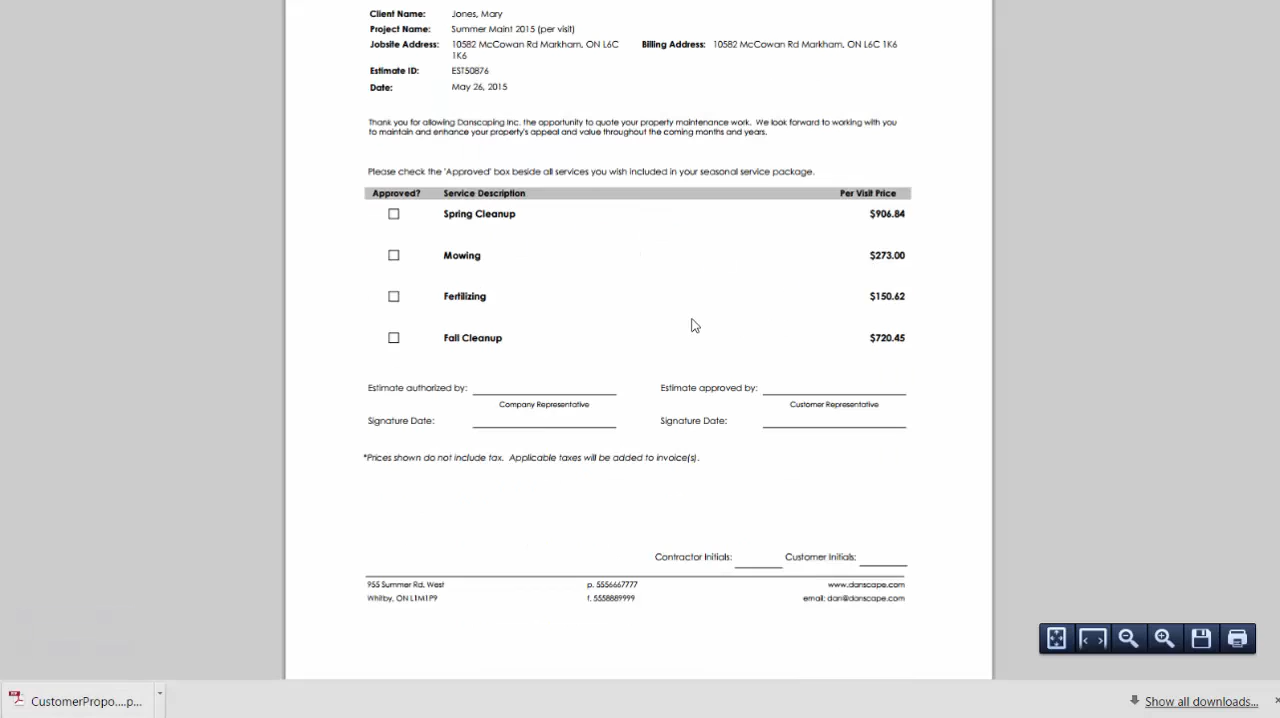 Client Name: Jones, Mary
Project Name: Summer Maint 2015 (per visit)
Jobsite Address: 10582 McCowan Rd Markham, ON L6C Billing Address: 10582 McCowan Rd Markham, ON L6C 1K6
1K6
Estimate ID: EST50876
Date: May 26, 2015
Thank you for allowing Danscaping Inc. the opportunity to quote your property maintenance work. We look forward to working with you
to maintain and enhance your property's appeal and value throughout the coming months and years.
Please check the 'Approved' box beside all services you wish included in your seasonal service package.
Approved? Service Description Per Visit Price
Spring Cleanup $906.84
Mowing $273.00
Fertilizing $150.62
Fall Cleanup $720.45
Estimate authorized by: Estimate approved by:
Company Representative Customer Representative
Signature Date: Signature Date:
*Prices shown do not include tax. Applicable taxes will be added to invoice(s).
Contractor Initials: Customer Initials:
955 Summer Rd, West p. 5556667777 www.danscape.com
Whitby, ON L1M1P9 f. 5558889999 email: dan@danscape.com
CustomerPropo....p... Show all downloads...